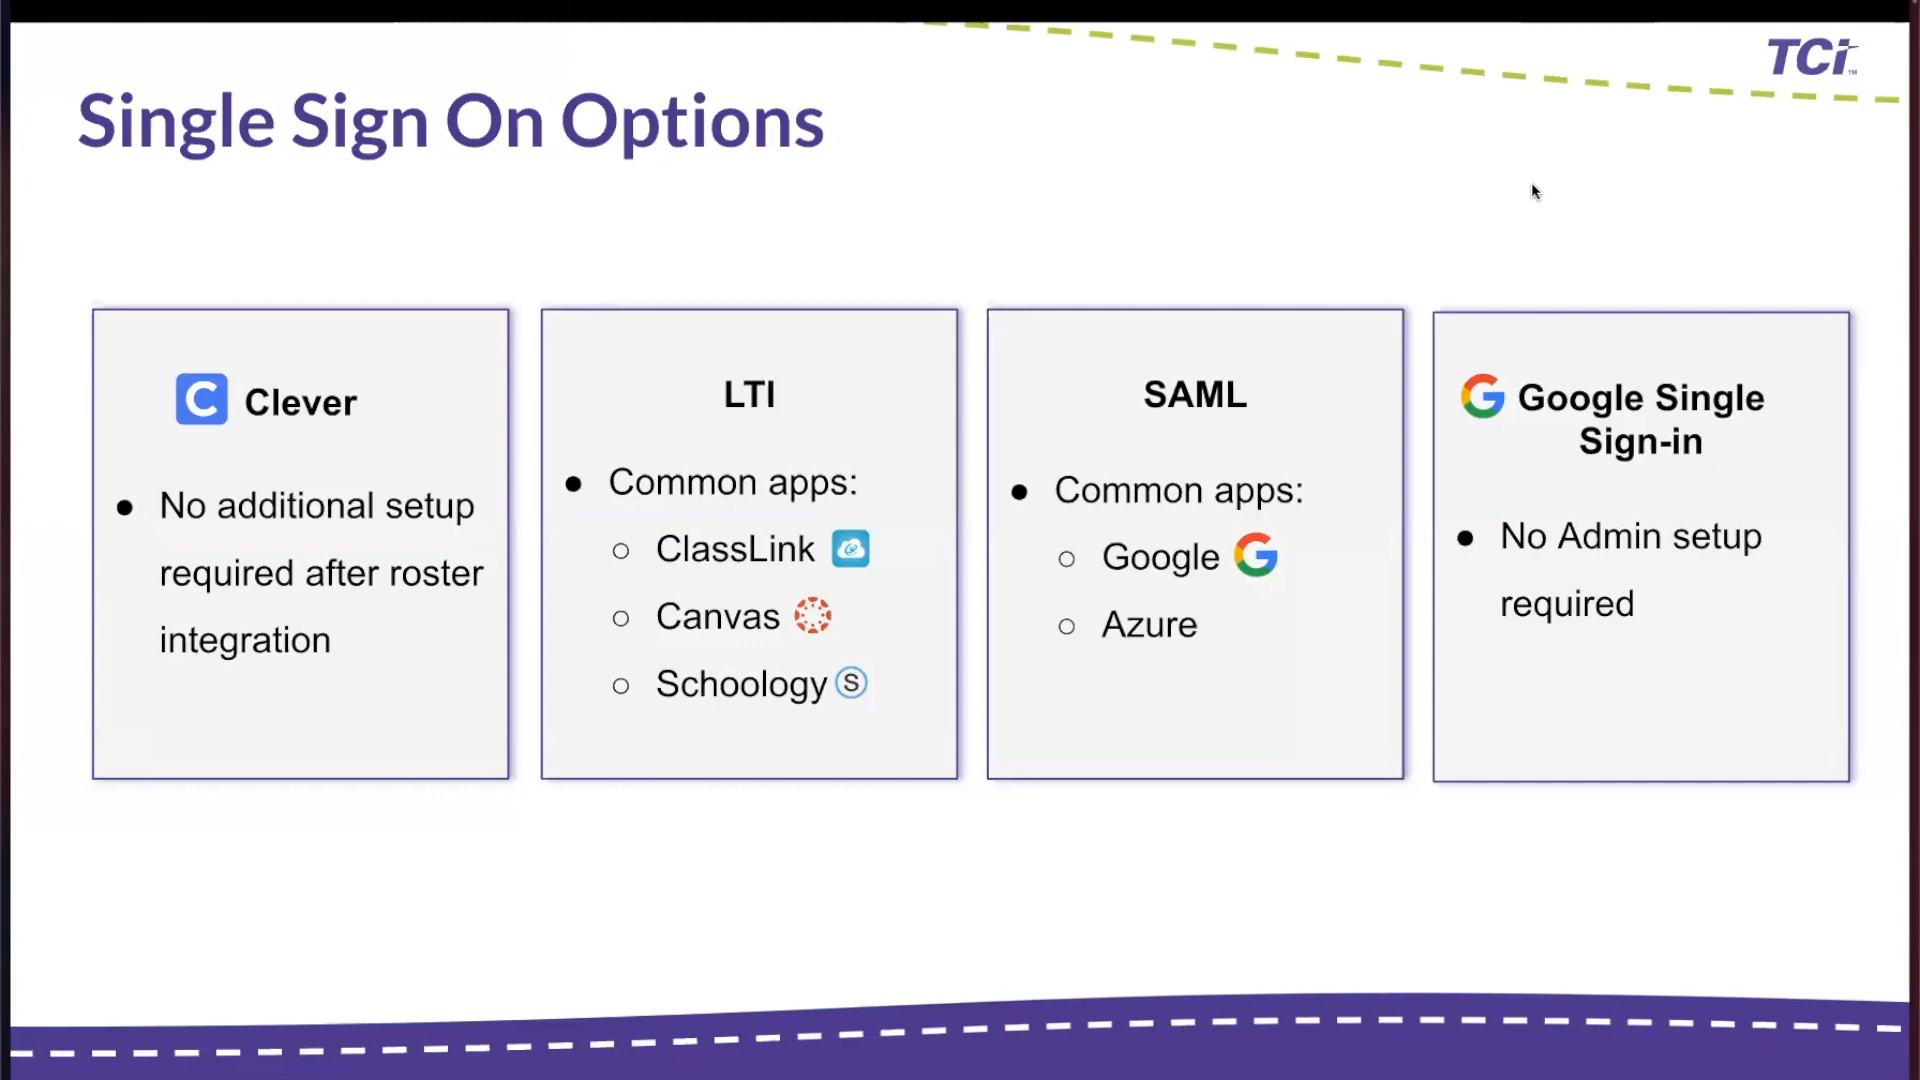 TCi™
Single Sign On Options
C Clever
● No additional setup
required after roster
integration
LTI
● Common apps:
○ ClassLink
○ Canvas
○ Schoology S
SAML
● Common apps:
○ Google G
○ Azure
G Google Single
Sign-in
● No Admin setup
required